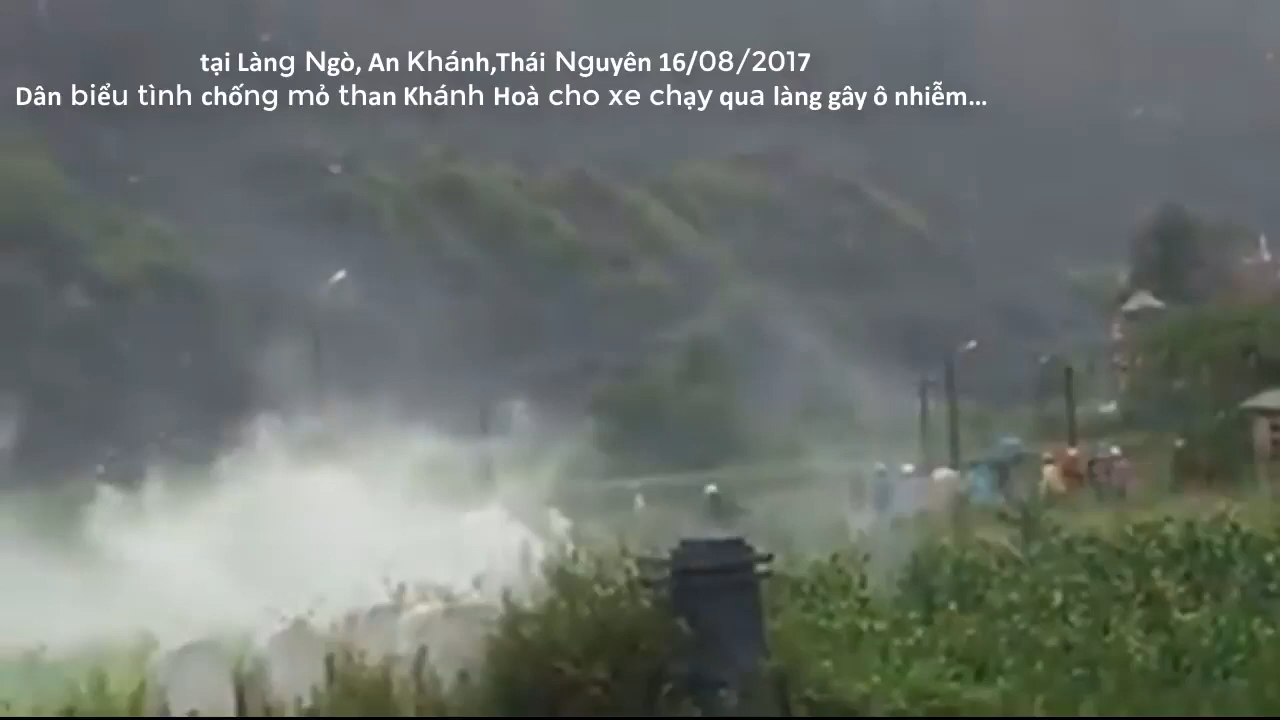 tại Làng Ngò, An Khánh,Thái Nguyên 16/08/2017
Dân biểu tình chống mỏ than Khánh Hoà cho xe chạy qua làng gây ô nhiễm...